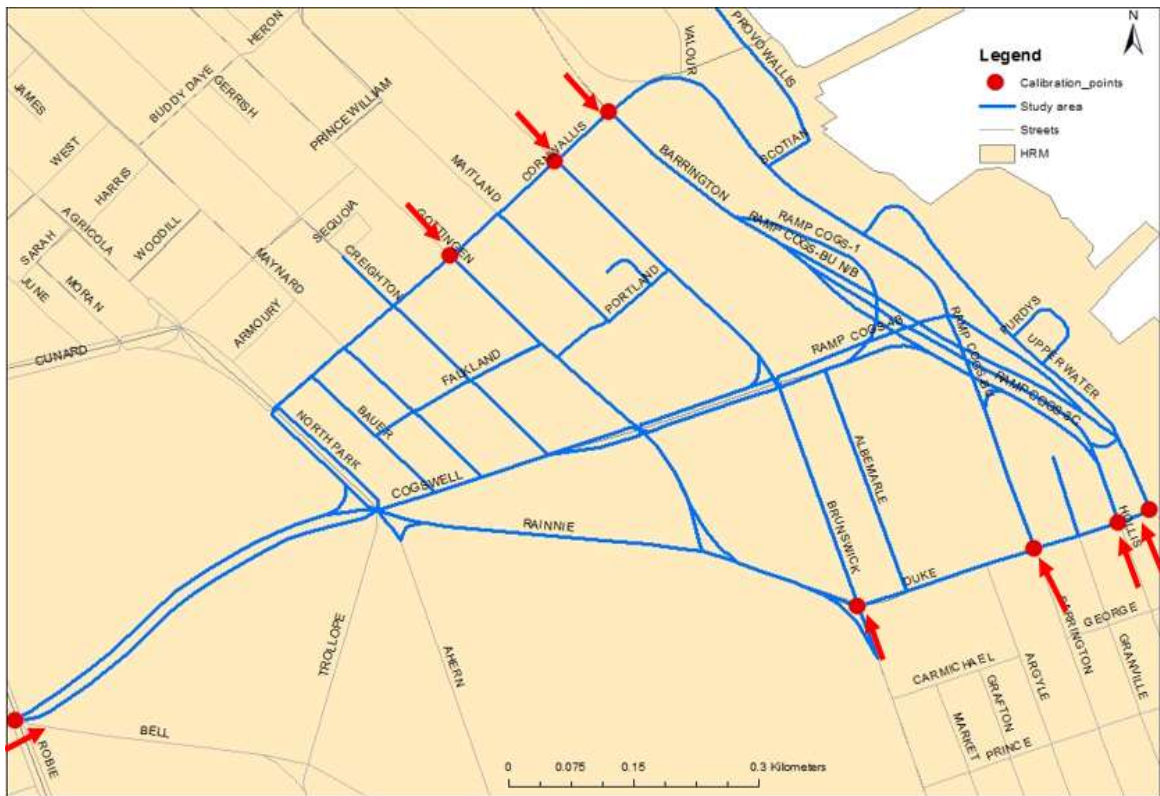 N
Legend
Calibration_points
Study area
Streets
HRM
PROVO WALLIS
VALOUR
HERON
BUDDY DAYE
GERRISH
JAMES
PRINCE WILLIAM
WEST
CORNWALLIS
SCOTIAN
BARRINGTON
MAITLAND
HARRIS
AGRICOLA
SARAH
WOODILL
SEQUOIA
GOTTINGEN
RAMP COGS-1
RAMP COGS-BU N/B
CREIGHTON
MAYNARD
MORAN
JUNE
PORTLAND
ARMOURY
PURDYS
UPPER WATER
RAMP COGS-4B
CUNARD
FALKLAND
RAMP COGS-3C
BAUER
NORTH PARK
ALBEMARLE
COGSWELL
BRUNSWICK
HOLLIS
RAINNIE
DUKE
BARRINGTON
GEORGE
TROLLOPE
AHERN
CARMICHAEL
ARGYLE
GRANVILLE
GRAFTON
MARKET
PRINCE
BELL
ROBIE
0 0.075 0.15 0.3 Kilometers